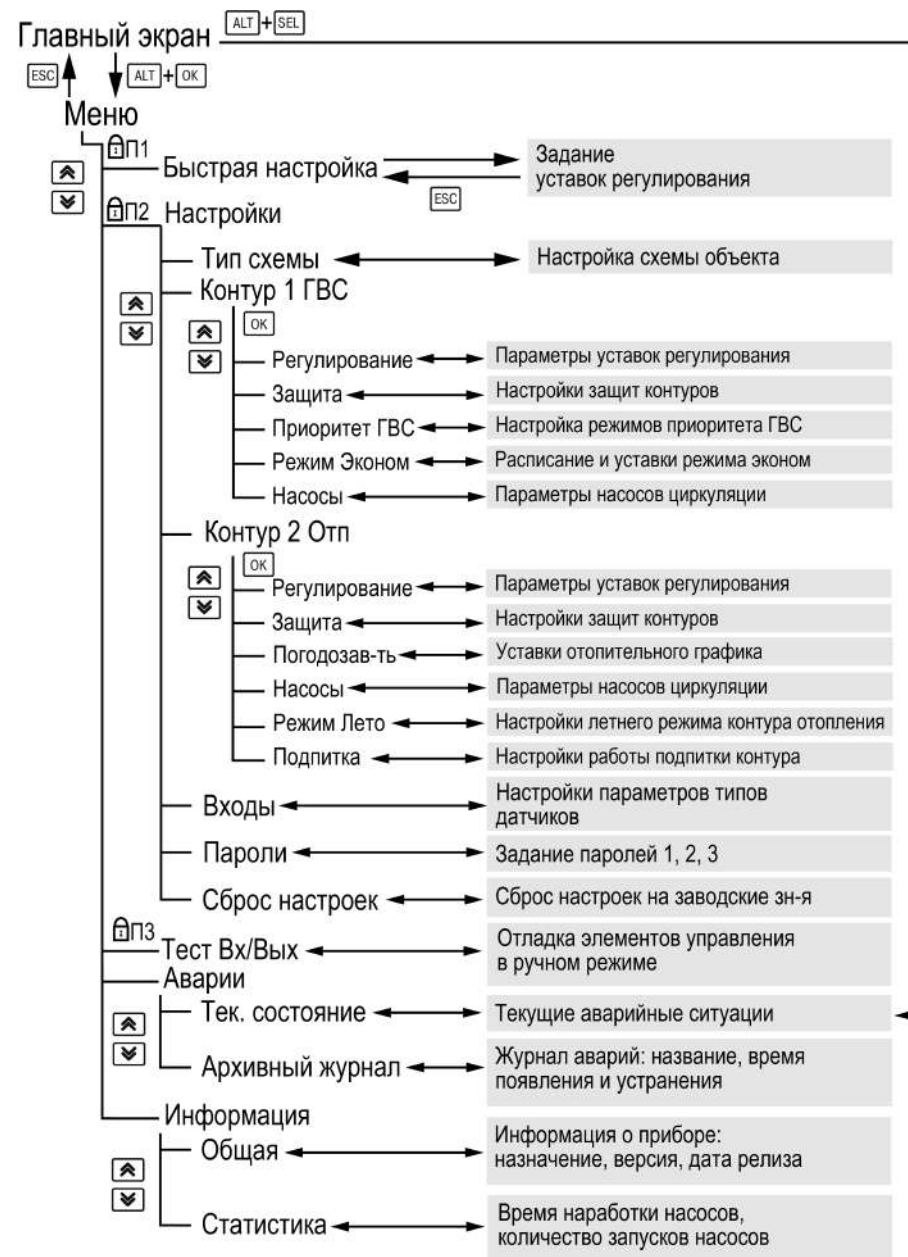 Главный экран ALT+SEL
ESC ALT+OK
Меню
П1
Быстрая настройка
Задание
уставок регулирования
ESC
П2 Настройки
Тип схемы Настройка схемы объекта
Контур 1 ГВС
OK
Регулирование Параметры уставок регулирования
Защита Настройки защит контуров
Приоритет ГВС Настройка режимов приоритета ГВС
Режим Эконом Расписание и уставки режима эконом
Насосы Параметры насосов циркуляции
Контур 2 Отп
OK
Регулирование Параметры уставок регулирования
Защита Настройки защит контуров
Погодозав-ть Уставки отопительного графика
Насосы Параметры насосов циркуляции
Режим Лето Настройки летнего режима контура отопления
Подпитка Настройки работы подпитки контура
Входы
Настройки параметров типов
датчиков
Пароли Задание паролей 1, 2, 3
Сброс настроек Сброс настроек на заводские зн-я
П3
Тест Вх/Вых
Отладка элементов управления
в ручном режиме
Аварии
Тек. состояние Текущие аварийные ситуации
Архивный журнал
Журнал аварий: название, время
появления и устранения
Информация
Общая
Информация о приборе:
назначение, версия, дата релиза
Статистика
Время наработки насосов,
количество запусков насосов